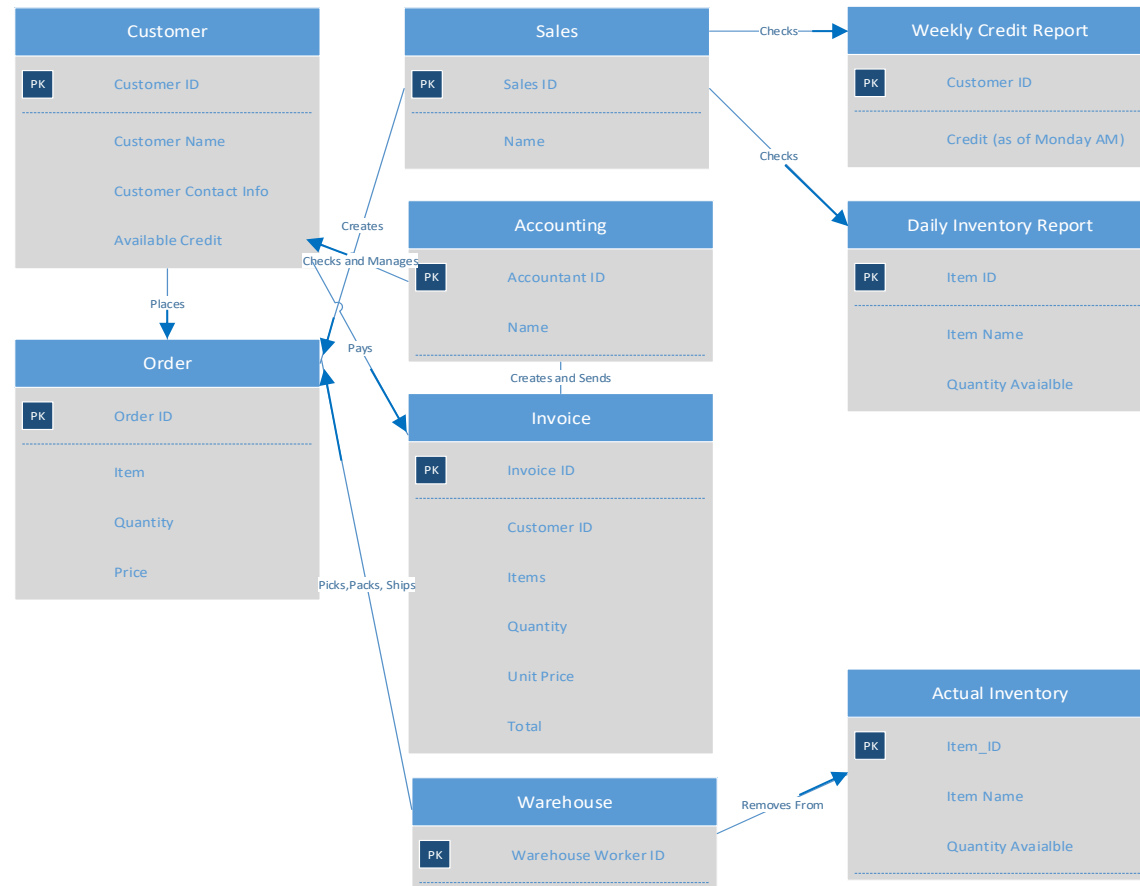 Customer
PK Customer ID
Customer Name
Customer Contact Info
Available Credit
Places
Order
PK Order ID
Item
Quantity
Price
Sales
PK Sales ID
Name
Creates
Checks and Manages
Accounting
PK Accountant ID
Name
Pays
Creates and Sends
Invoice
PK Invoice ID
Customer ID
Items
Quantity
Unit Price
Total
Picks,Packs, Ships
Warehouse
PK Warehouse Worker ID
Checks
Weekly Credit Report
PK Customer ID
Credit (as of Monday AM)
Checks
Daily Inventory Report
PK Item ID
Item Name
Quantity Avaialble
Removes From
Actual Inventory
PK Item_ID
Item Name
Quantity Avaialble